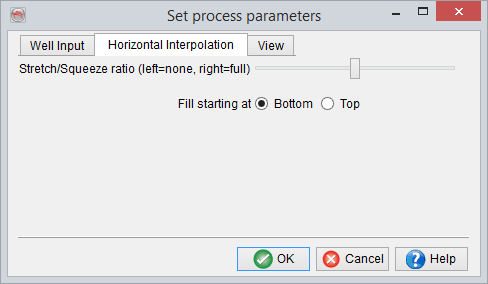 Set process parameters
Well Input Horizontal Interpolation View
Stretch/Squeeze ratio (left=none, right=full)
Fill starting at Bottom Top
OK Cancel Help